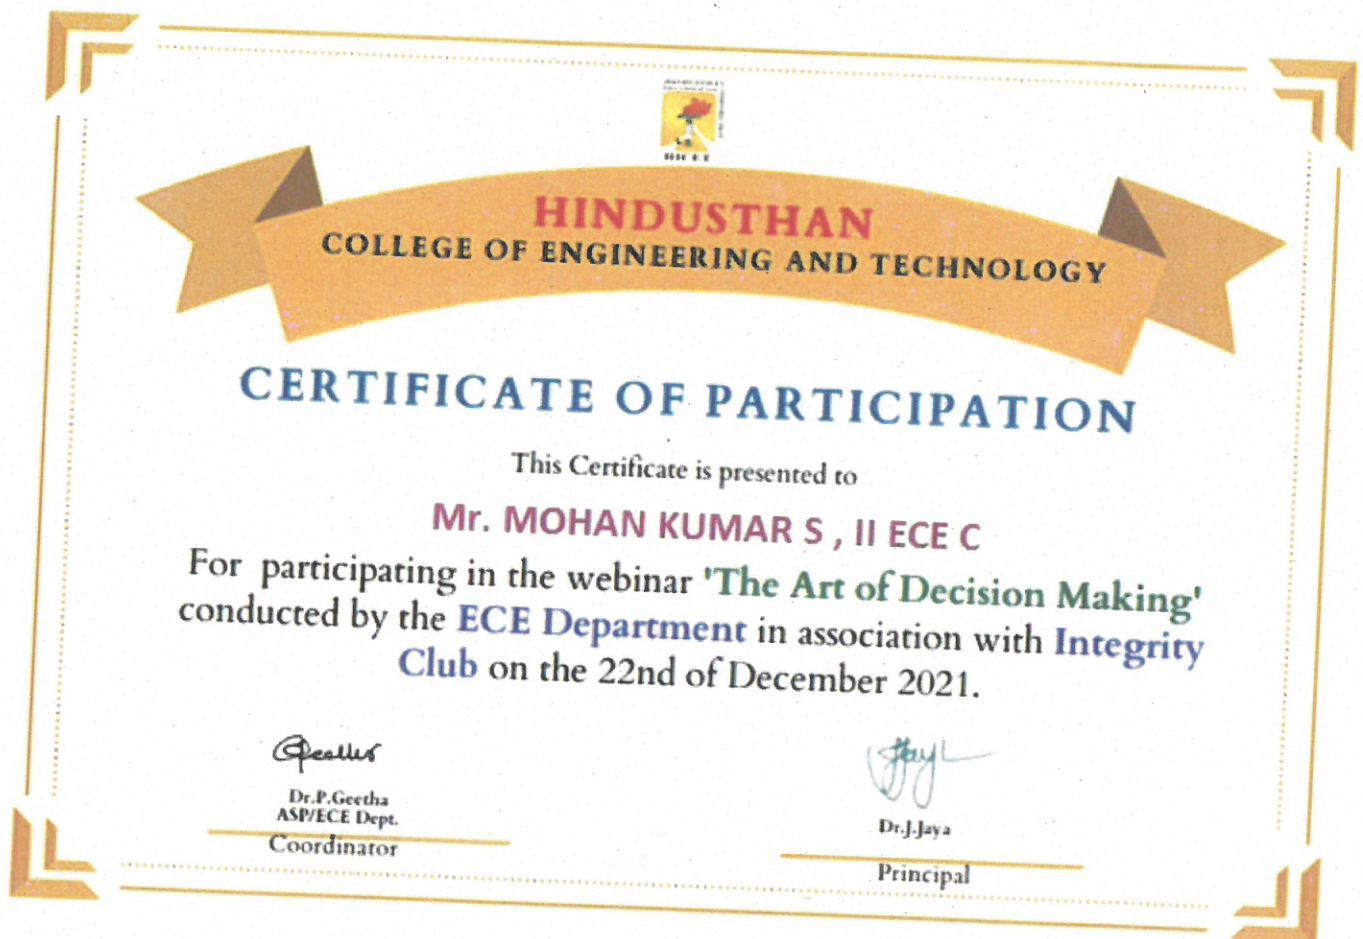 HINDUSTHAN
COLLEGE OF ENGINEERING AND TECHNOLOGY
CERTIFICATE OF PARTICIPATION
This Certificate is presented to
Mr. MOHAN KUMAR S , II ECE C
For participating in the webinar 'The Art of Decision Making'
conducted by the ECE Department in association with Integrity
Club on the 22nd of December 2021.
Dr.P.Geetha
ASP/ECE Dept.
Coordinator
Dr.J.Jaya
Principal